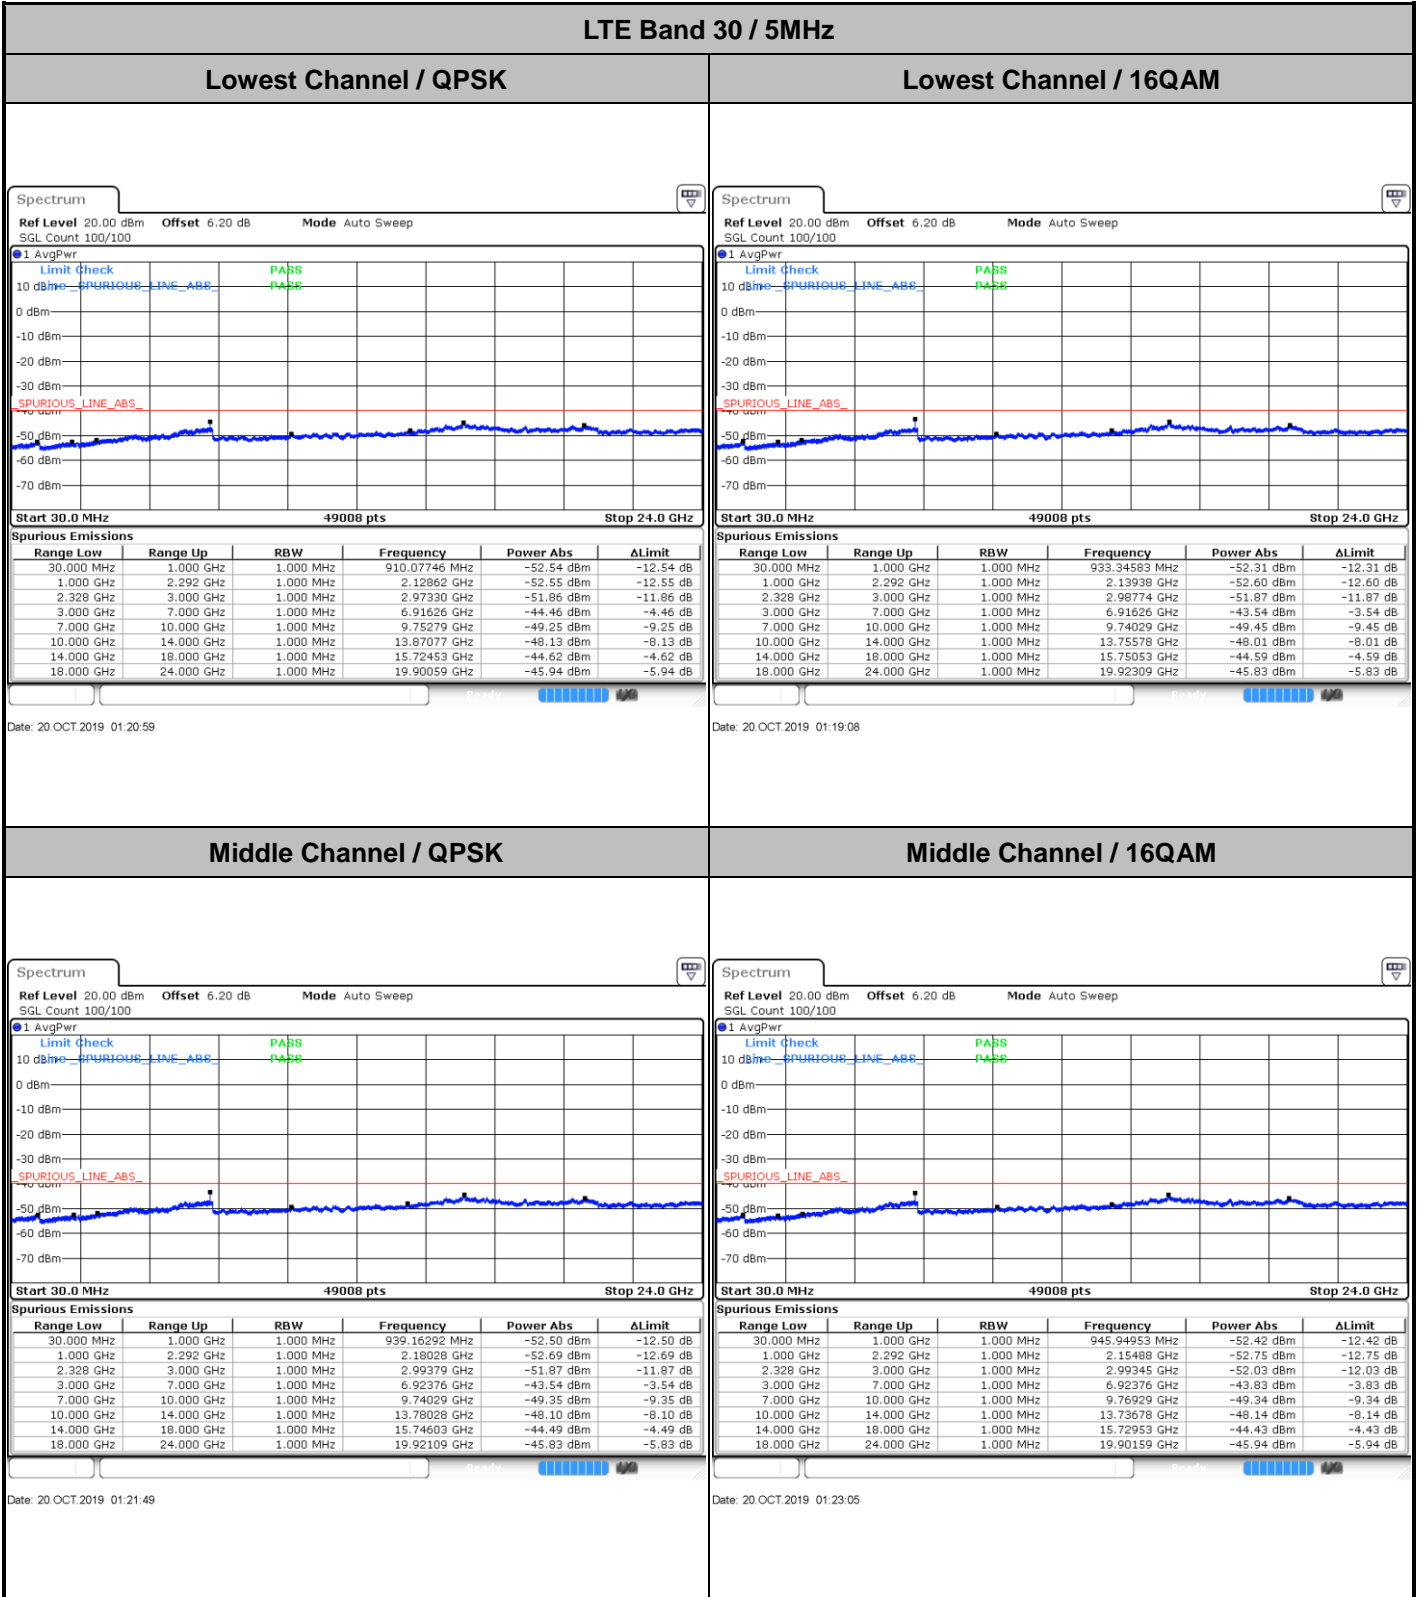 LTE Band 30 / 5MHz
Lowest Channel / QPSK
Lowest Channel / 16QAM
Spectrum
Ref Level 20.00 dBm Offset 6.20 dB Mode Auto Sweep
SGL Count 100/100
1 AvgPwr
Limit Check PASS
10 dBm Line _SPURIOUS_LINE_ABS_ PASS
0 dBm
-10 dBm
-20 dBm
-30 dBm
_SPURIOUS_LINE_ABS_
-40 dBm
-50 dBm
-60 dBm
-70 dBm
Start 30.0 MHz 49008 pts Stop 24.0 GHz
Spurious Emissions
Range Low Range Up RBW Frequency Power Abs ΔLimit
30.000 MHz 1.000 GHz 1.000 MHz 910.07746 MHz -52.54 dBm -12.54 dB
1.000 GHz 2.292 GHz 1.000 MHz 2.12862 GHz -52.55 dBm -12.55 dB
2.328 GHz 3.000 GHz 1.000 MHz 2.97330 GHz -51.86 dBm -11.86 dB
3.000 GHz 7.000 GHz 1.000 MHz 6.91626 GHz -44.46 dBm -4.46 dB
7.000 GHz 10.000 GHz 1.000 MHz 9.75279 GHz -49.25 dBm -9.25 dB
10.000 GHz 14.000 GHz 1.000 MHz 13.87077 GHz -48.13 dBm -8.13 dB
14.000 GHz 18.000 GHz 1.000 MHz 15.72453 GHz -44.62 dBm -4.62 dB
18.000 GHz 24.000 GHz 1.000 MHz 19.90059 GHz -45.94 dBm -5.94 dB
Ready
Date: 20.OCT.2019 01:20:59
Spectrum
Ref Level 20.00 dBm Offset 6.20 dB Mode Auto Sweep
SGL Count 100/100
1 AvgPwr
Limit Check PASS
10 dBm Line _SPURIOUS_LINE_ABS_ PASS
0 dBm
-10 dBm
-20 dBm
-30 dBm
_SPURIOUS_LINE_ABS_
-40 dBm
-50 dBm
-60 dBm
-70 dBm
Start 30.0 MHz 49008 pts Stop 24.0 GHz
Spurious Emissions
Range Low Range Up RBW Frequency Power Abs ΔLimit
30.000 MHz 1.000 GHz 1.000 MHz 933.34583 MHz -52.31 dBm -12.31 dB
1.000 GHz 2.292 GHz 1.000 MHz 2.13938 GHz -52.60 dBm -12.60 dB
2.328 GHz 3.000 GHz 1.000 MHz 2.98774 GHz -51.87 dBm -11.87 dB
3.000 GHz 7.000 GHz 1.000 MHz 6.91626 GHz -43.54 dBm -3.54 dB
7.000 GHz 10.000 GHz 1.000 MHz 9.74029 GHz -49.45 dBm -9.45 dB
10.000 GHz 14.000 GHz 1.000 MHz 13.75578 GHz -48.01 dBm -8.01 dB
14.000 GHz 18.000 GHz 1.000 MHz 15.75053 GHz -44.59 dBm -4.59 dB
18.000 GHz 24.000 GHz 1.000 MHz 19.92309 GHz -45.83 dBm -5.83 dB
Ready
Date: 20.OCT.2019 01:19:08
Middle Channel / QPSK
Middle Channel / 16QAM
Spectrum
Ref Level 20.00 dBm Offset 6.20 dB Mode Auto Sweep
SGL Count 100/100
1 AvgPwr
Limit Check PASS
10 dBm Line _SPURIOUS_LINE_ABS_ PASS
0 dBm
-10 dBm
-20 dBm
-30 dBm
_SPURIOUS_LINE_ABS_
-40 dBm
-50 dBm
-60 dBm
-70 dBm
Start 30.0 MHz 49008 pts Stop 24.0 GHz
Spurious Emissions
Range Low Range Up RBW Frequency Power Abs ΔLimit
30.000 MHz 1.000 GHz 1.000 MHz 939.16292 MHz -52.50 dBm -12.50 dB
1.000 GHz 2.292 GHz 1.000 MHz 2.18028 GHz -52.69 dBm -12.69 dB
2.328 GHz 3.000 GHz 1.000 MHz 2.99379 GHz -51.87 dBm -11.87 dB
3.000 GHz 7.000 GHz 1.000 MHz 6.92376 GHz -43.54 dBm -3.54 dB
7.000 GHz 10.000 GHz 1.000 MHz 9.74029 GHz -49.35 dBm -9.35 dB
10.000 GHz 14.000 GHz 1.000 MHz 13.78028 GHz -48.10 dBm -8.10 dB
14.000 GHz 18.000 GHz 1.000 MHz 15.74603 GHz -44.49 dBm -4.49 dB
18.000 GHz 24.000 GHz 1.000 MHz 19.92109 GHz -45.83 dBm -5.83 dB
Ready
Date: 20.OCT.2019 01:21:49
Spectrum
Ref Level 20.00 dBm Offset 6.20 dB Mode Auto Sweep
SGL Count 100/100
1 AvgPwr
Limit Check PASS
10 dBm Line _SPURIOUS_LINE_ABS_ PASS
0 dBm
-10 dBm
-20 dBm
-30 dBm
_SPURIOUS_LINE_ABS_
-40 dBm
-50 dBm
-60 dBm
-70 dBm
Start 30.0 MHz 49008 pts Stop 24.0 GHz
Spurious Emissions
Range Low Range Up RBW Frequency Power Abs ΔLimit
30.000 MHz 1.000 GHz 1.000 MHz 945.94953 MHz -52.42 dBm -12.42 dB
1.000 GHz 2.292 GHz 1.000 MHz 2.15488 GHz -52.75 dBm -12.75 dB
2.328 GHz 3.000 GHz 1.000 MHz 2.99345 GHz -52.03 dBm -12.03 dB
3.000 GHz 7.000 GHz 1.000 MHz 6.92376 GHz -43.83 dBm -3.83 dB
7.000 GHz 10.000 GHz 1.000 MHz 9.76929 GHz -49.34 dBm -9.34 dB
10.000 GHz 14.000 GHz 1.000 MHz 13.73678 GHz -48.14 dBm -8.14 dB
14.000 GHz 18.000 GHz 1.000 MHz 15.72953 GHz -44.43 dBm -4.43 dB
18.000 GHz 24.000 GHz 1.000 MHz 19.90159 GHz -45.94 dBm -5.94 dB
Ready
Date: 20.OCT.2019 01:23:05